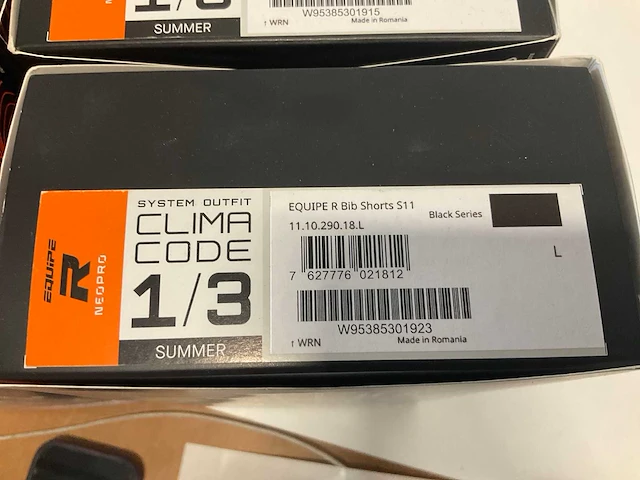 1/3
SUMMER
W95385301915
↑ WRN
Made in Romania
EQUIPE
R
NEOPRO
SYSTEM OUTFIT
CLIMA
CODE
1/3
SUMMER
EQUIPE R Bib Shorts S11
Black Series
11.10.290.18.L
L
7 627776 021812
W95385301923
↑ WRN
Made in Romania